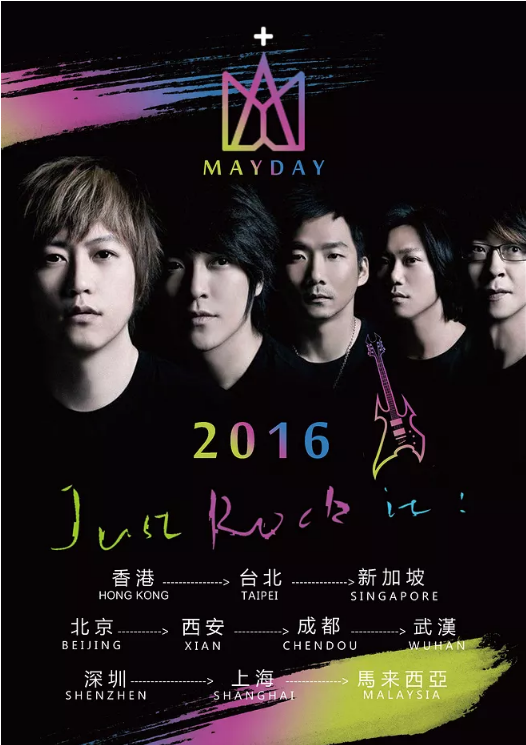 MAYDAY
2016
Just Rock it :
香港 ---------------> 台北 --------------> 新加坡
HONG KONG TAIPEI SINGAPORE
北京 -----------> 西安 -------------> 成都 ------------> 武漢
BEIJING XIAN CHENDOU WUHAN
深圳 -------------------> 上海 --------------> 馬来西亞
SHENZHEN SHANGHAI MALAYSIA